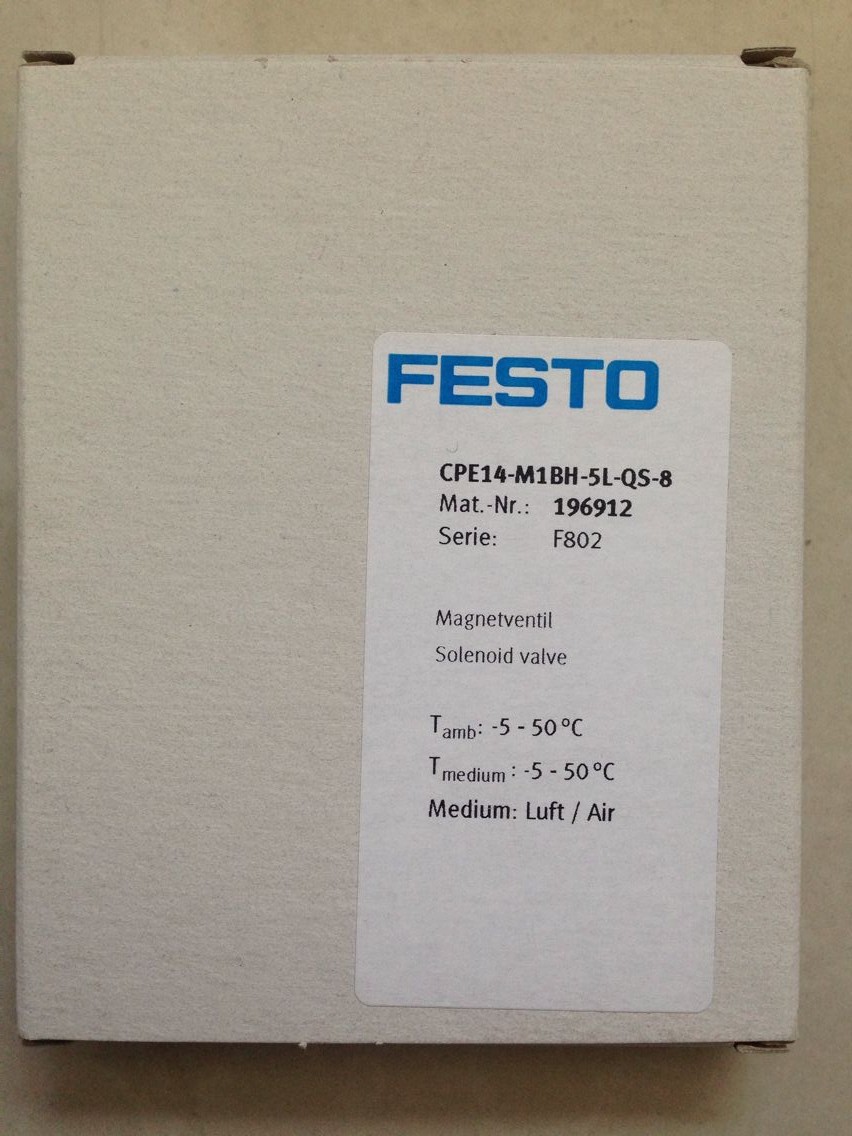 FESTO
CPE14-M1BH-5L-QS-8
Mat.-Nr.: 196912
Serie: F802
Magnetventil
Solenoid valve
Tamb: -5 - 50 °C
Tmedium : -5 - 50 °C
Medium: Luft / Air